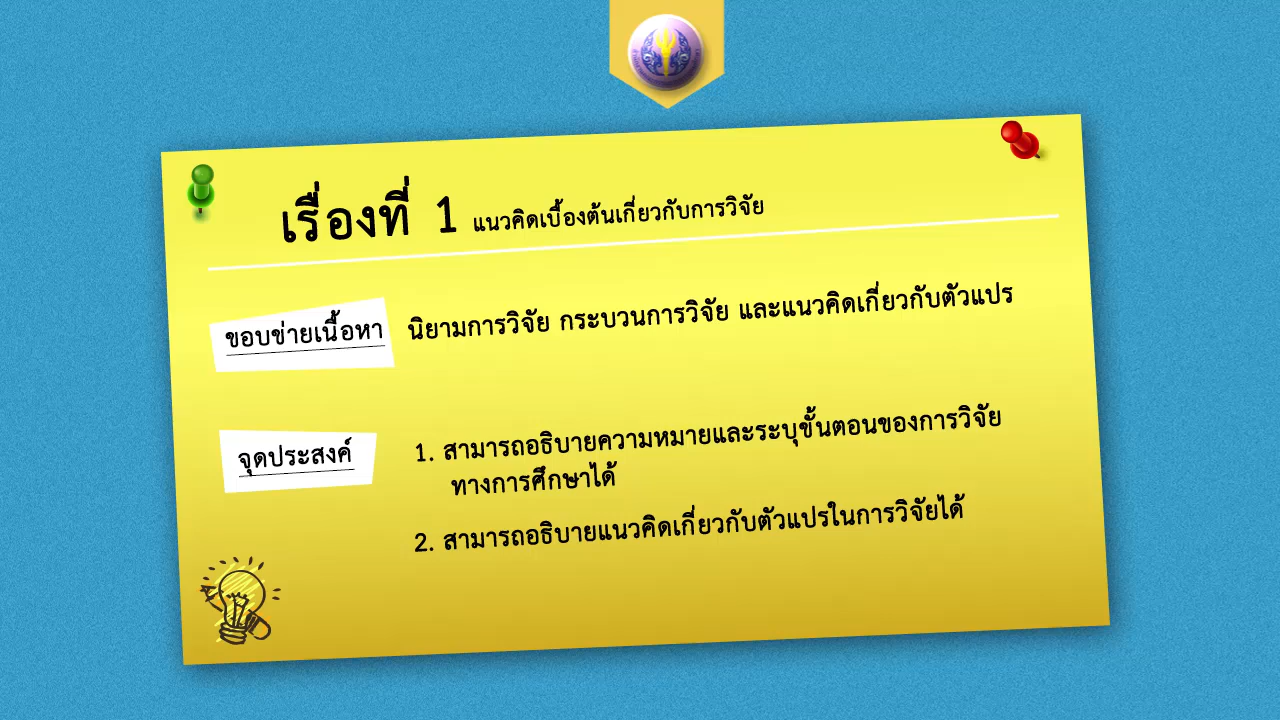 เรื่องที่ 1 แนวคิดเบื้องต้นเกี่ยวกับการวิจัย
ขอบข่ายเนื้อหา นิยามการวิจัย กระบวนการวิจัย และแนวคิดเกี่ยวกับตัวแปร
จุดประสงค์ 1. สามารถอธิบายความหมายและระบุขั้นตอนของการวิจัย
ทางการศึกษาได้
2. สามารถอธิบายแนวคิดเกี่ยวกับตัวแปรในการวิจัยได้